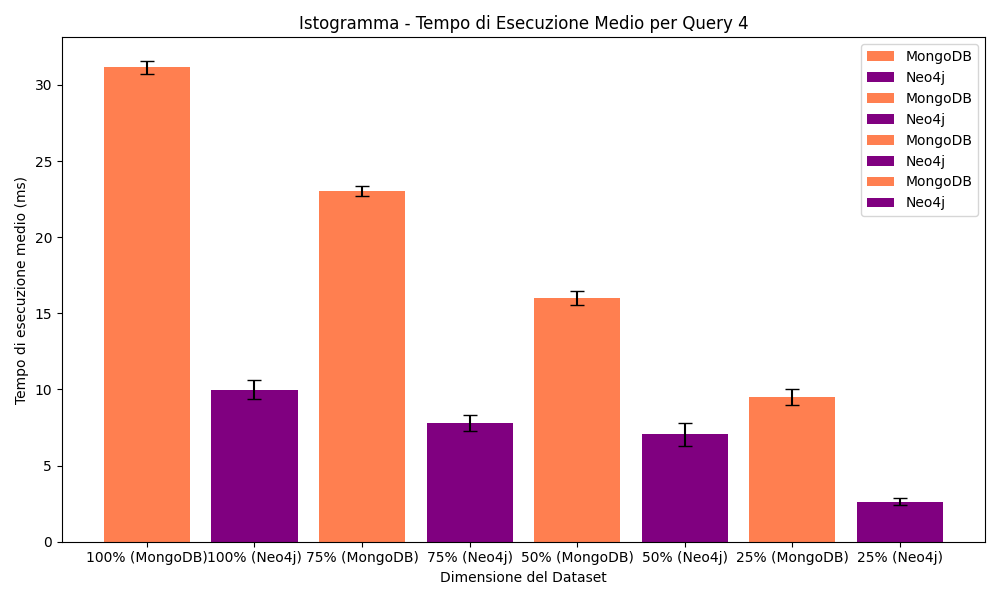 Istogramma - Tempo di Esecuzione Medio per Query 4
Tempo di esecuzione medio (ms)
30
25
20
15
10
5
0
MongoDB
Neo4j
MongoDB
Neo4j
MongoDB
Neo4j
MongoDB
Neo4j
100% (MongoDB) 100% (Neo4j) 75% (MongoDB) 75% (Neo4j) 50% (MongoDB) 50% (Neo4j) 25% (MongoDB) 25% (Neo4j)
Dimensione del Dataset